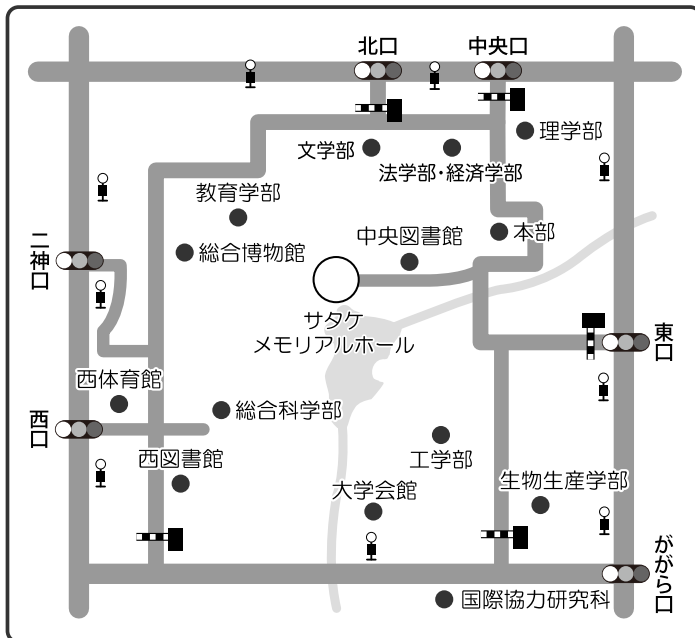 北口
中央口
理学部
文学部
法学部・経済学部
教育学部
本部
中央図書館
総合博物館
二神口
サタケ
メモリアルホール
東口
西体育館
総合科学部
西口
西図書館
工学部
生物生産学部
大学会館
ががら口
国際協力研究科